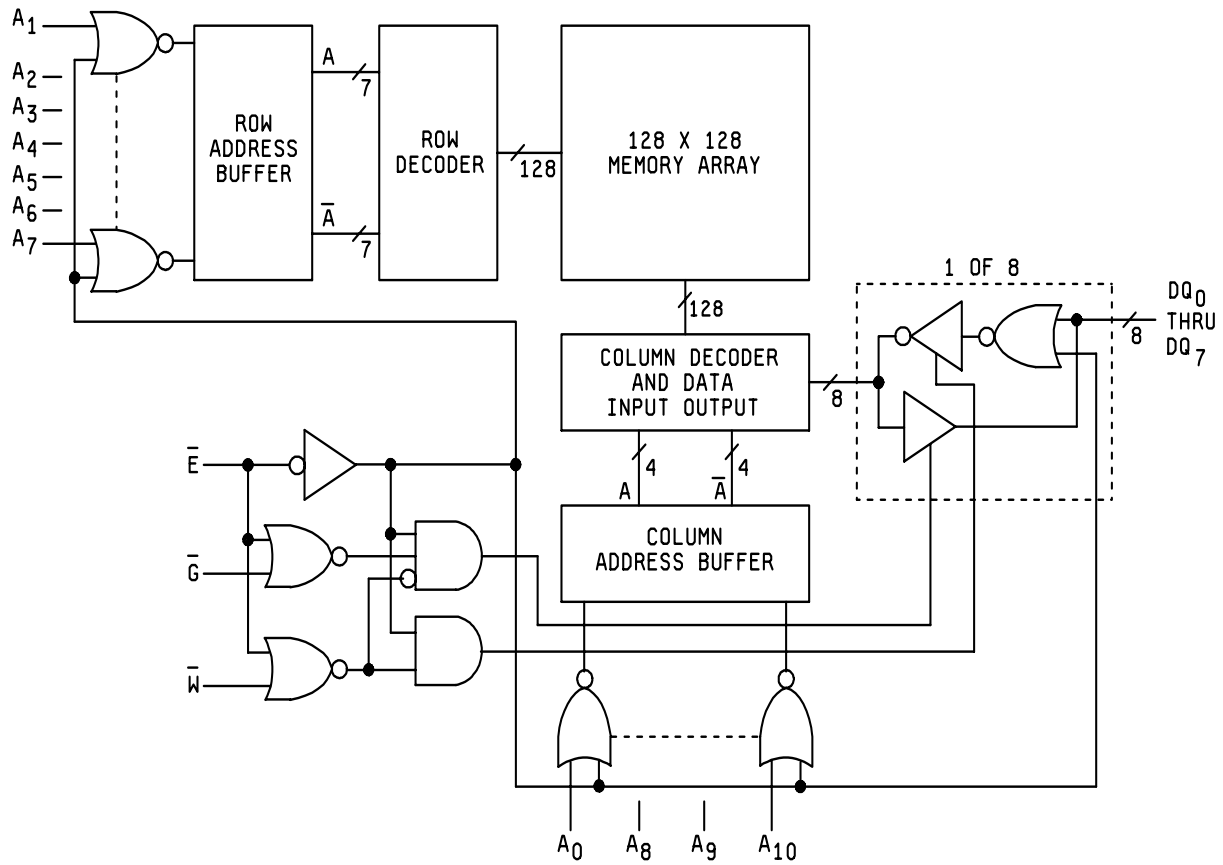 A1
A2
A3
A4
A5
A6
A7
ROW
ADDRESS
BUFFER
A
7
A̅
7
ROW
DECODER
128
128 X 128
MEMORY ARRAY
128
COLUMN DECODER
AND DATA
INPUT OUTPUT
8
1 OF 8
8
DQ0
THRU
DQ7
4
4
A
A̅
COLUMN
ADDRESS BUFFER
E̅
G̅
W̅
A0
A8
A9
A10